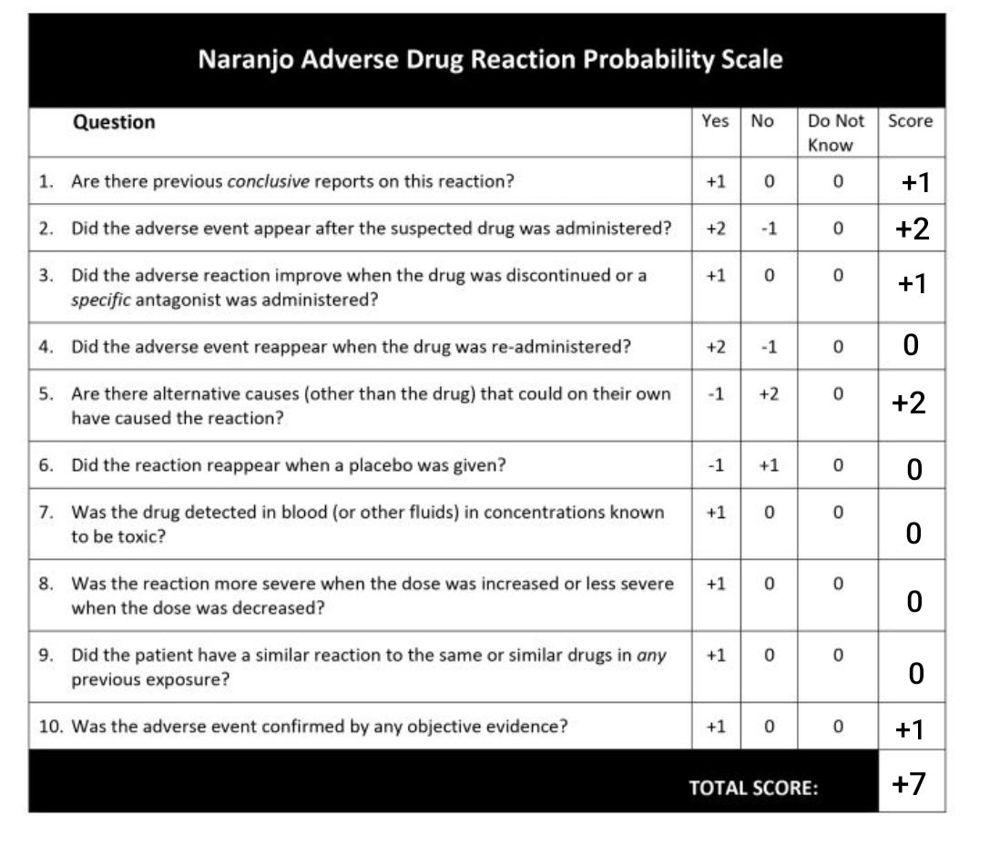 Naranjo Adverse Drug Reaction Probability Scale
Question Yes No Do Not Know Score
1. Are there previous conclusive reports on this reaction? +1 0 0 +1
2. Did the adverse event appear after the suspected drug was administered? +2 -1 0 +2
3. Did the adverse reaction improve when the drug was discontinued or a +1 0 0 +1
specific antagonist was administered?
4. Did the adverse event reappear when the drug was re-administered? +2 -1 0 0
5. Are there alternative causes (other than the drug) that could on their own -1 +2 0 +2
have caused the reaction?
6. Did the reaction reappear when a placebo was given? -1 +1 0 0
7. Was the drug detected in blood (or other fluids) in concentrations known +1 0 0 0
to be toxic?
8. Was the reaction more severe when the dose was increased or less severe +1 0 0 0
when the dose was decreased?
9. Did the patient have a similar reaction to the same or similar drugs in any +1 0 0 0
previous exposure?
10. Was the adverse event confirmed by any objective evidence? +1 0 0 +1
TOTAL SCORE: +7